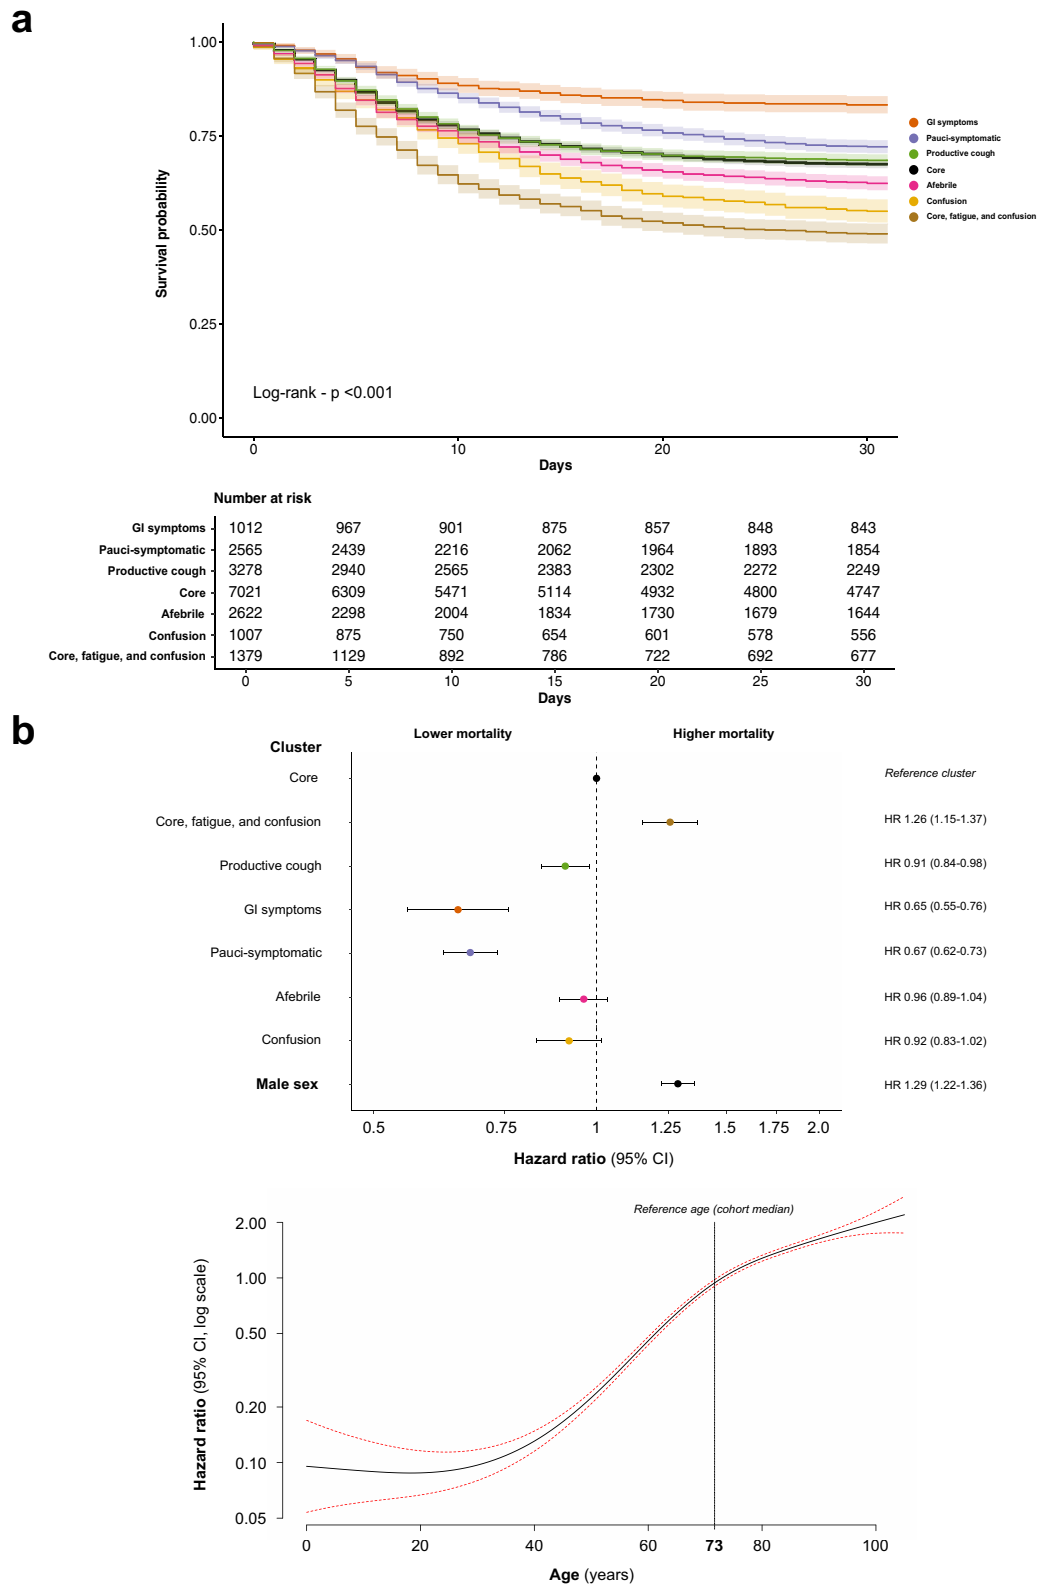 a
1.00
0.75
0.50
0.25
0.00
Survival probability
Log-rank - p <0.001
0 10 20 30
Days
GI symptoms
Pauci-symptomatic
Productive cough
Core
Afebrile
Confusion
Core, fatigue, and confusion
Number at risk
GI symptoms 1012 967 901 875 857 848 843
Pauci-symptomatic 2565 2439 2216 2062 1964 1893 1854
Productive cough 3278 2940 2565 2383 2302 2272 2249
Core 7021 6309 5471 5114 4932 4800 4747
Afebrile 2622 2298 2004 1834 1730 1679 1644
Confusion 1007 875 750 654 601 578 556
Core, fatigue, and confusion 1379 1129 892 786 722 692 677
0 5 10 15 20 25 30
Days
b
Lower mortality Higher mortality
Cluster
Core Reference cluster
Core, fatigue, and confusion HR 1.26 (1.15-1.37)
Productive cough HR 0.91 (0.84-0.98)
GI symptoms HR 0.65 (0.55-0.76)
Pauci-symptomatic HR 0.67 (0.62-0.73)
Afebrile HR 0.96 (0.89-1.04)
Confusion HR 0.92 (0.83-1.02)
Male sex HR 1.29 (1.22-1.36)
0.5 0.75 1 1.25 1.5 1.75 2.0
Hazard ratio (95% CI)
Reference age (cohort median)
2.00
1.00
0.50
0.20
0.10
0.05
Hazard ratio (95% CI, log scale)
0 20 40 60 73 80 100
Age (years)